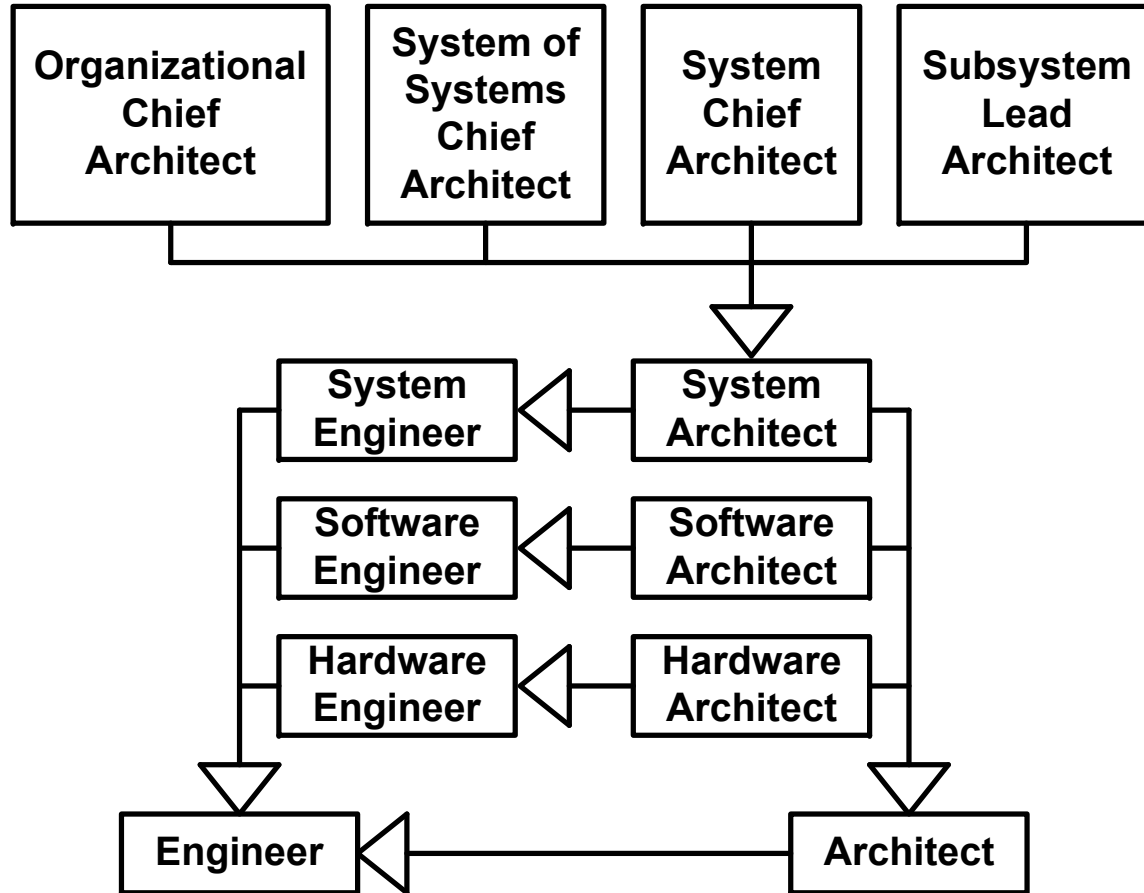 Organizational
Chief
Architect
System of
Systems
Chief
Architect
System
Chief
Architect
Subsystem
Lead
Architect
System
Engineer
System
Architect
Software
Engineer
Software
Architect
Hardware
Engineer
Hardware
Architect
Engineer
Architect